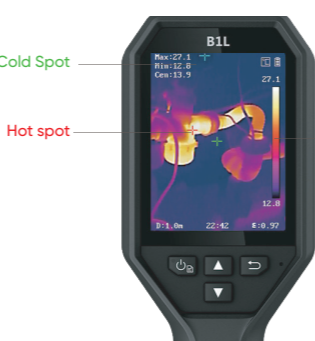 B1L
Cold Spot
Max:27.1
Min:12.8
Cen:13.9
27.1
Hot spot
12.8
D:1.0m 22:42 E:0.97